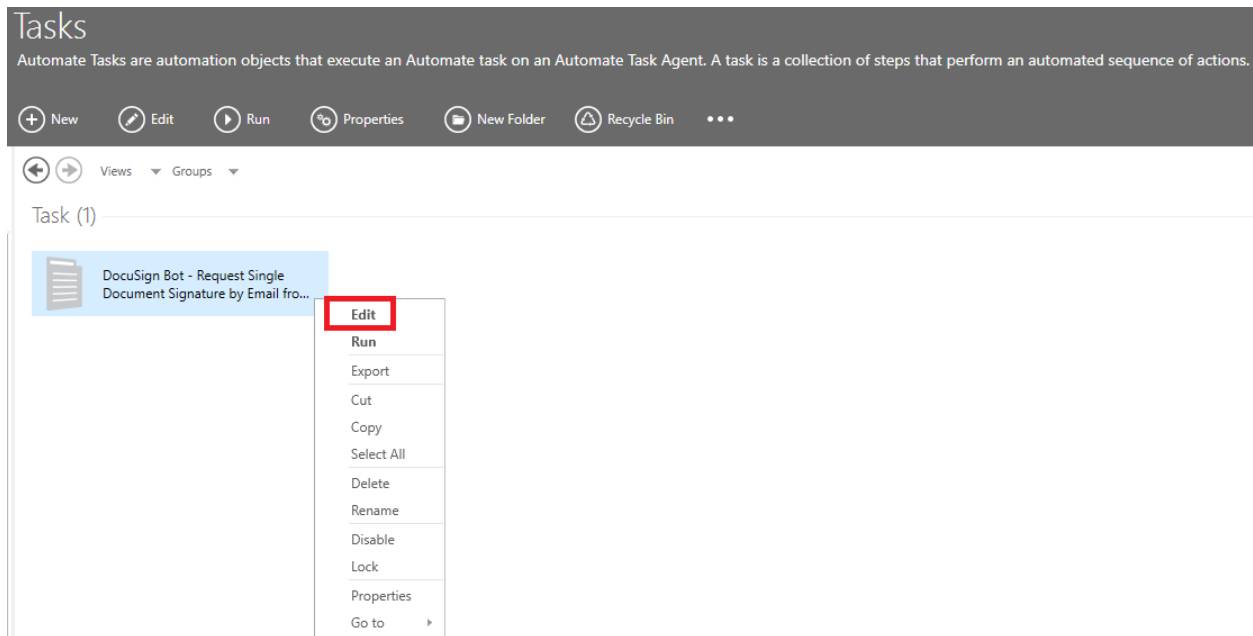 Tasks
Automate Tasks are automation objects that execute an Automate task on an Automate Task Agent. A task is a collection of steps that perform an automated sequence of actions.
New Edit Run Properties New Folder Recycle Bin •••
Views Groups
Task (1)
DocuSign Bot - Request Single
Document Signature by Email fro...
Edit
Run
Export
Cut
Copy
Select All
Delete
Rename
Disable
Lock
Properties
Go to